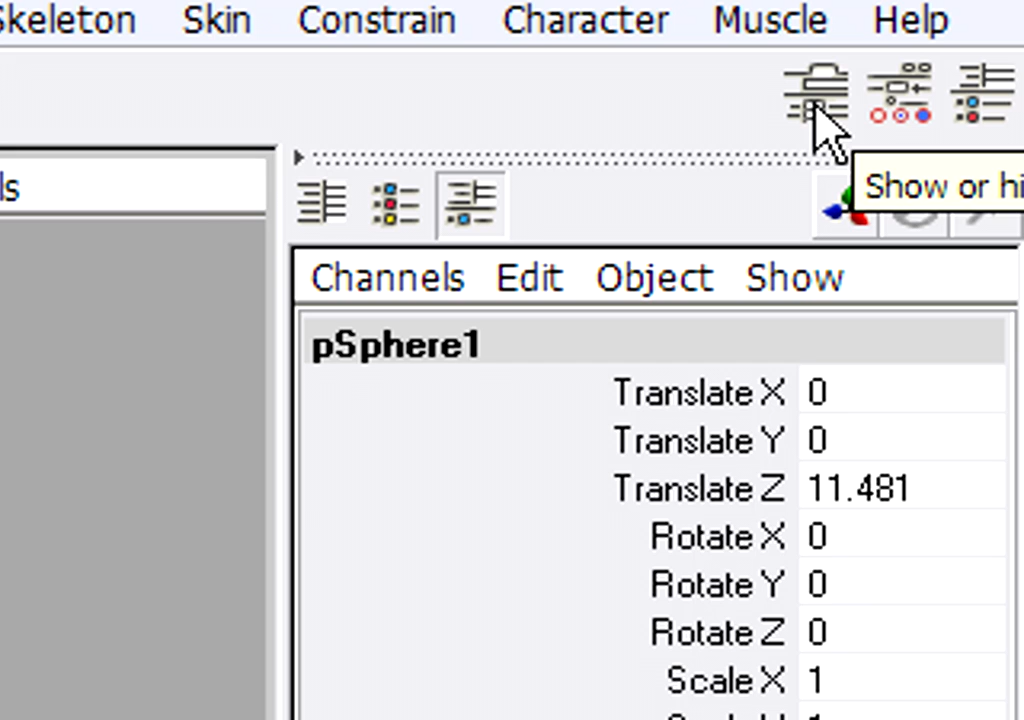 Skeleton Skin Constrain Character Muscle Help
Show or hi
ls
Channels Edit Object Show
pSphere1
Translate X 0
Translate Y 0
Translate Z 11.481
Rotate X 0
Rotate Y 0
Rotate Z 0
Scale X 1